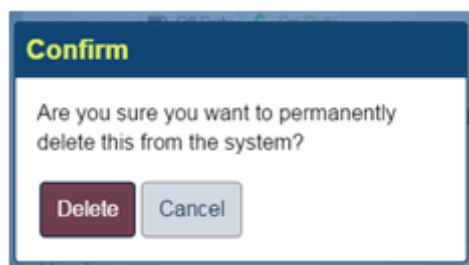 Confirm
Are you sure you want to permanently
delete this from the system?
Delete
Cancel